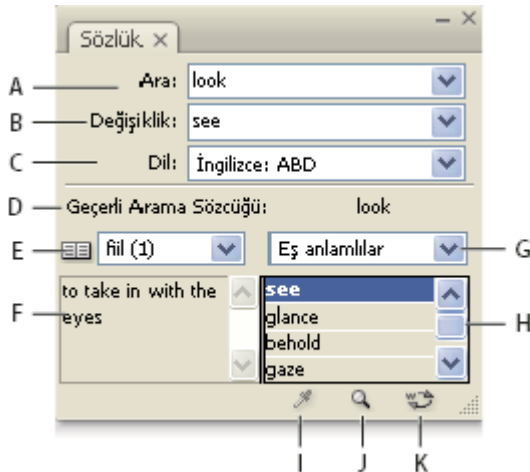 Sözlük
A Ara: look
B Değişiklik: see
C Dil: İngilizce: ABD
D Geçerli Arama Sözcüğü: look
E fiil (1) Eş anlamlılar G
F to take in with the eyes
see
glance
behold
gaze
H
I J K